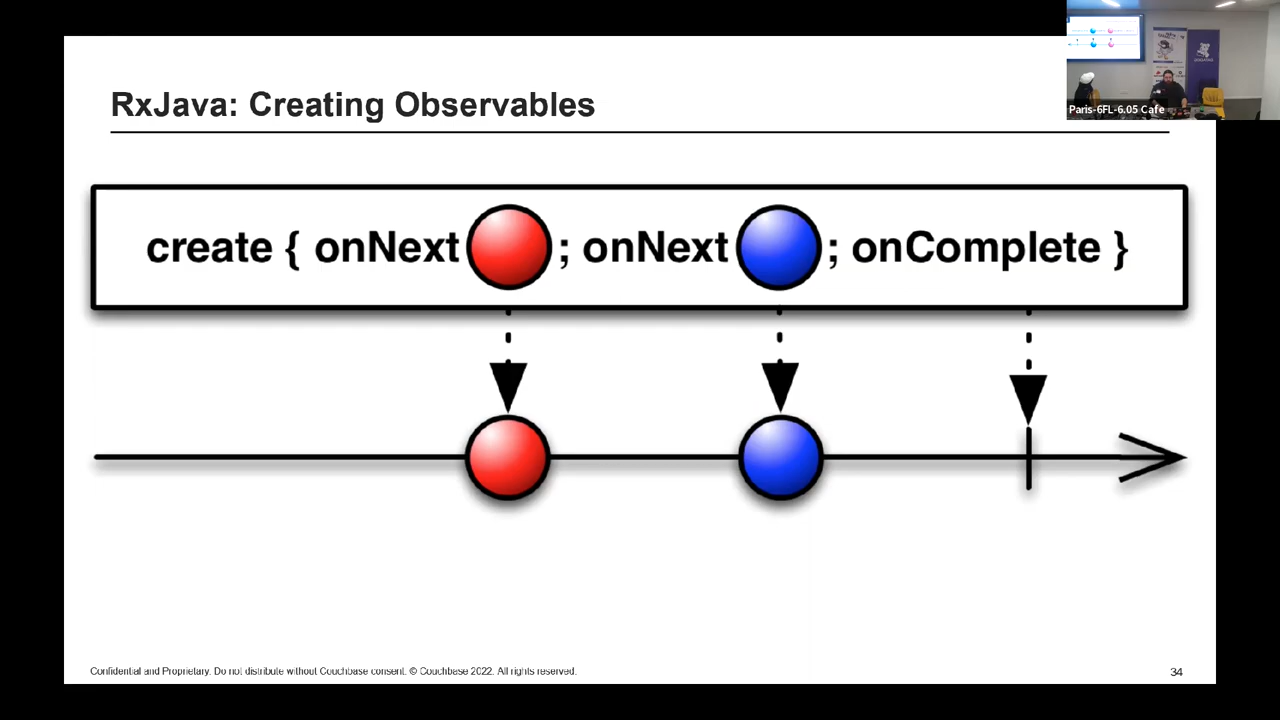 RxJava: Creating Observables
Paris-6FL-6.05 Cafe
create { onNext ; onNext ; onComplete }
Confidential and Proprietary. Do not distribute without Couchbase consent. © Couchbase 2022. All rights reserved.
34